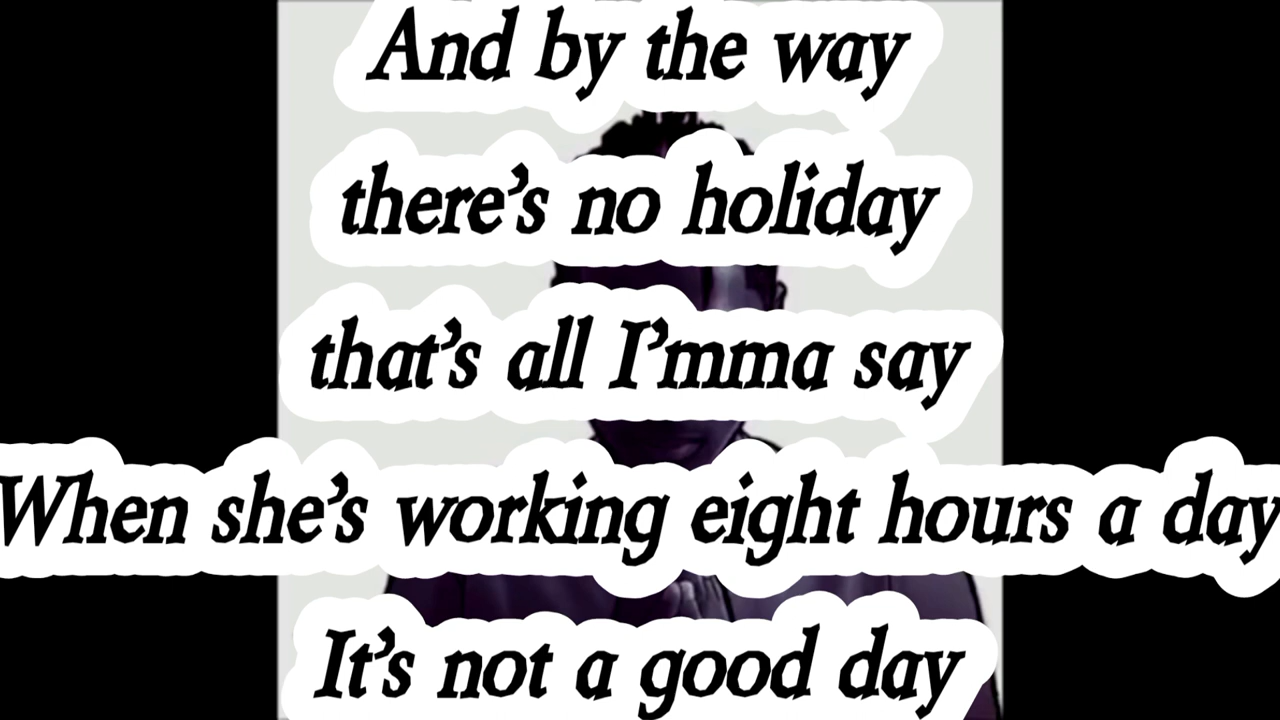 And by the way
there's no holiday
that's all I'mma say
When she's working eight hours a day
It's not a good day